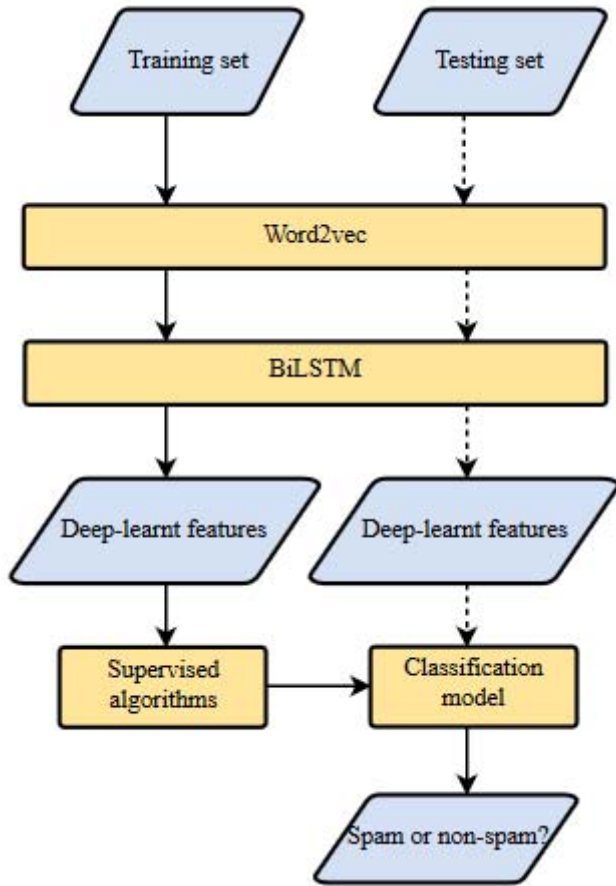 Training set
Testing set
Word2vec
BiLSTM
Deep-learnt features
Deep-learnt features
Supervised
algorithms
Classification
model
Spam or non-spam?